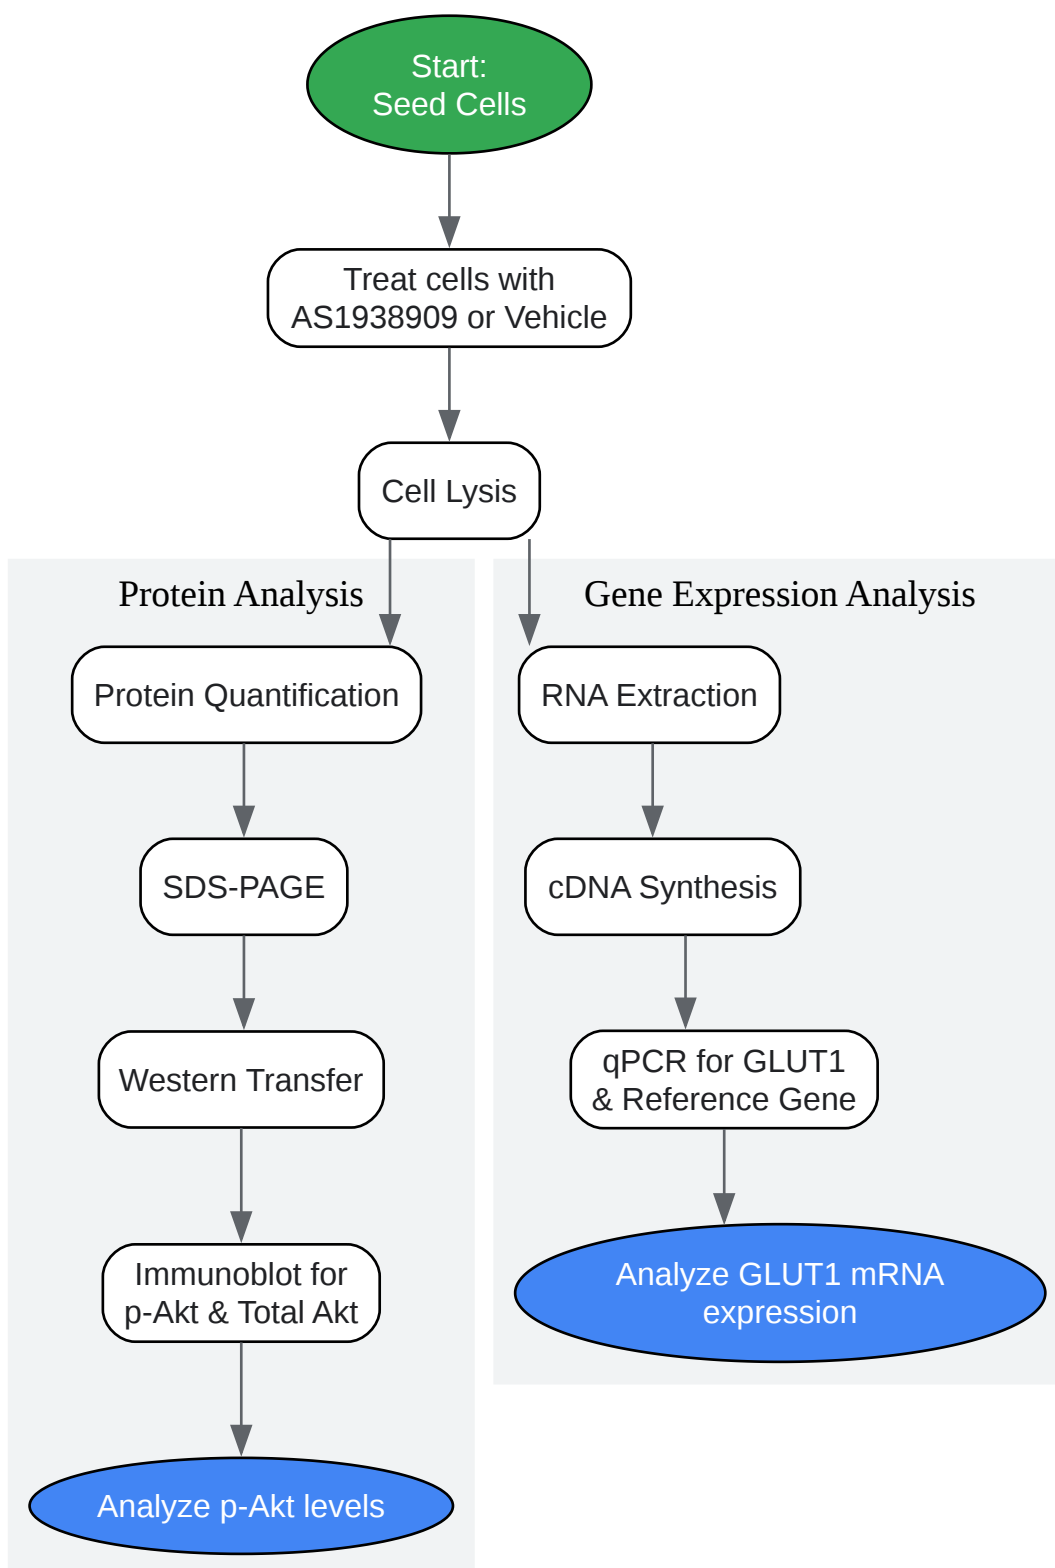 Start:
Seed Cells
Treat cells with
AS1938909 or Vehicle
Cell Lysis
Protein Analysis
Protein Quantification
SDS-PAGE
Western Transfer
Immunoblot for
p-Akt & Total Akt
Analyze p-Akt levels
Gene Expression Analysis
RNA Extraction
cDNA Synthesis
qPCR for GLUT1
& Reference Gene
Analyze GLUT1 mRNA
expression